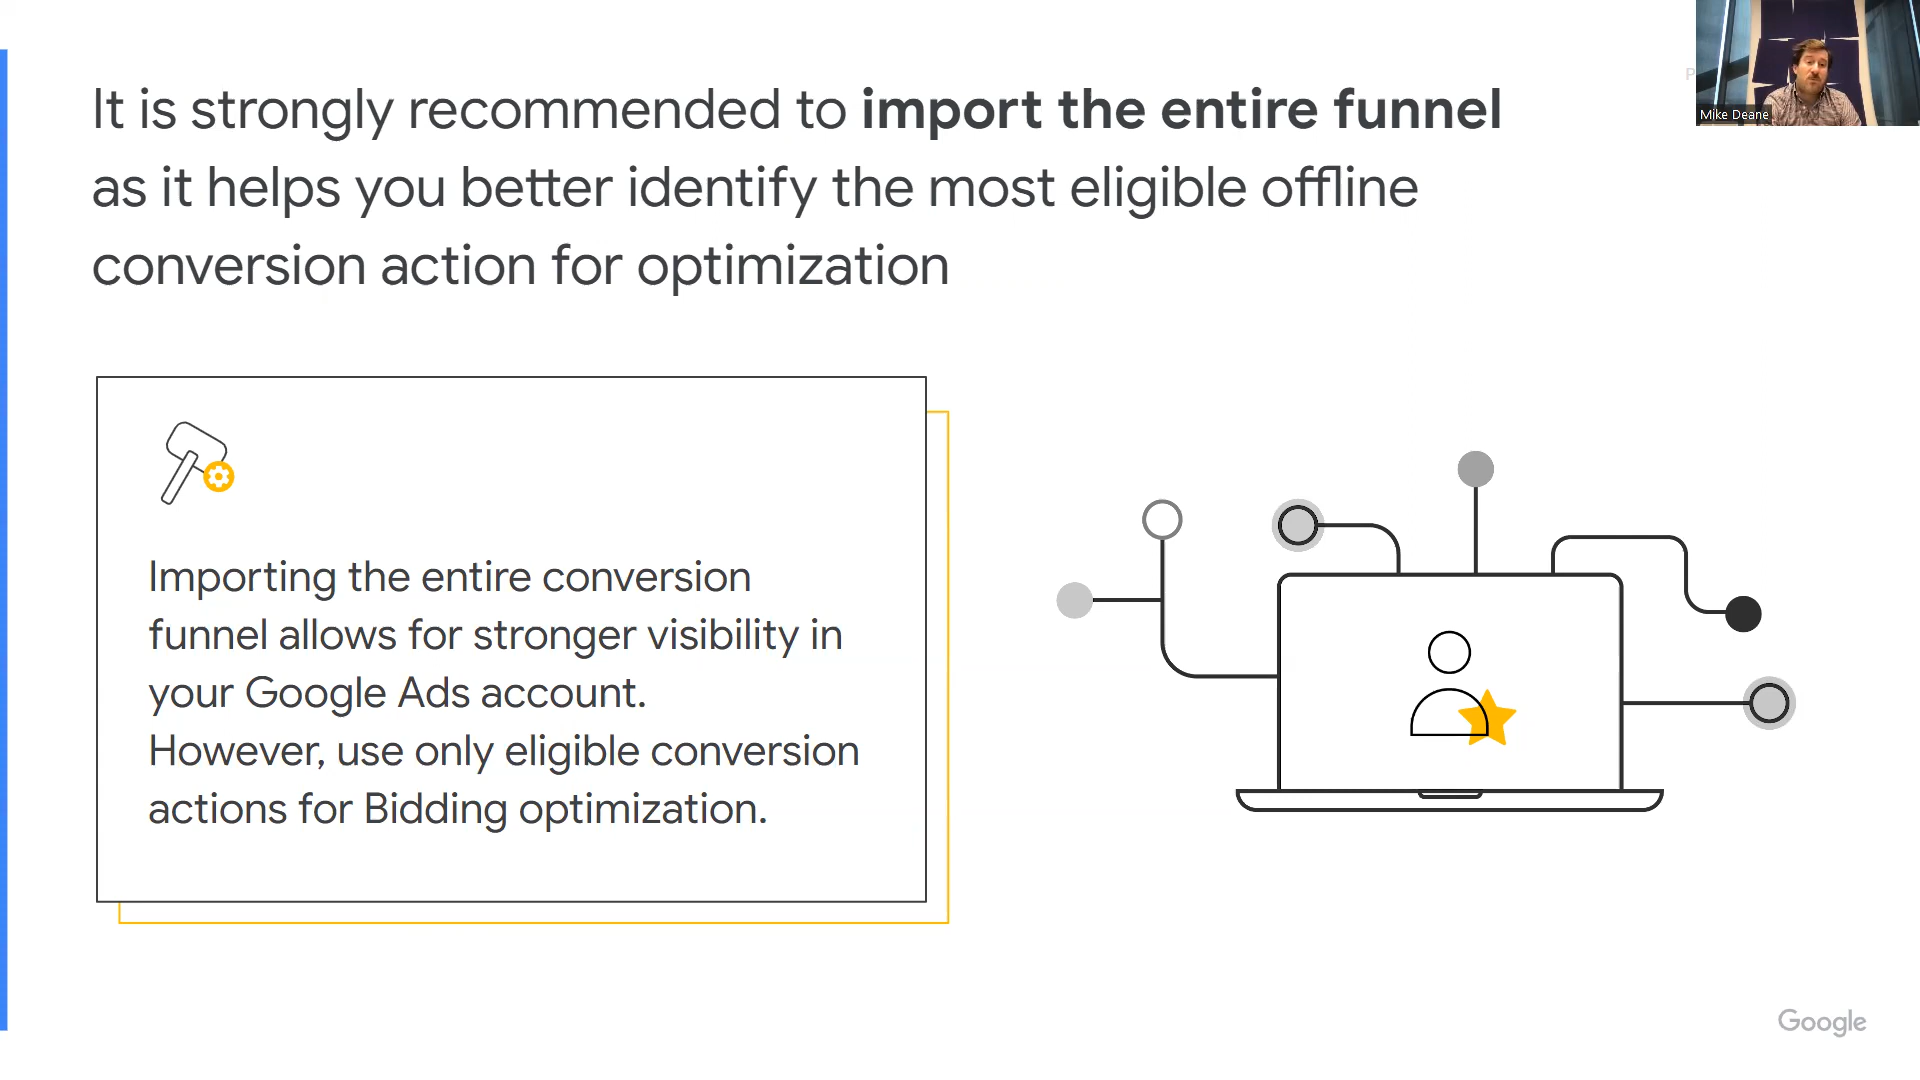 It is strongly recommended to import the entire funnel
as it helps you better identify the most eligible offline
conversion action for optimization
Mike Deane
Importing the entire conversion
funnel allows for stronger visibility in
your Google Ads account.
However, use only eligible conversion
actions for Bidding optimization.
Google